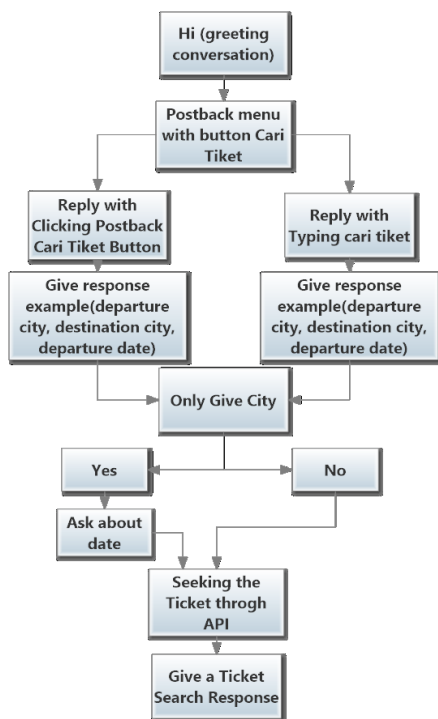 Hi (greeting
conversation)
Postback menu
with button Cari
Tiket
Reply with
Clicking Postback
Cari Tiket Button
Reply with
Typing cari tiket
Give response
example(departure
city, destination city,
departure date)
Give response
example(departure
city, destination city,
departure date)
Only Give City
Yes
No
Ask about
date
Seeking the
Ticket throgh
API
Give a Ticket
Search Response